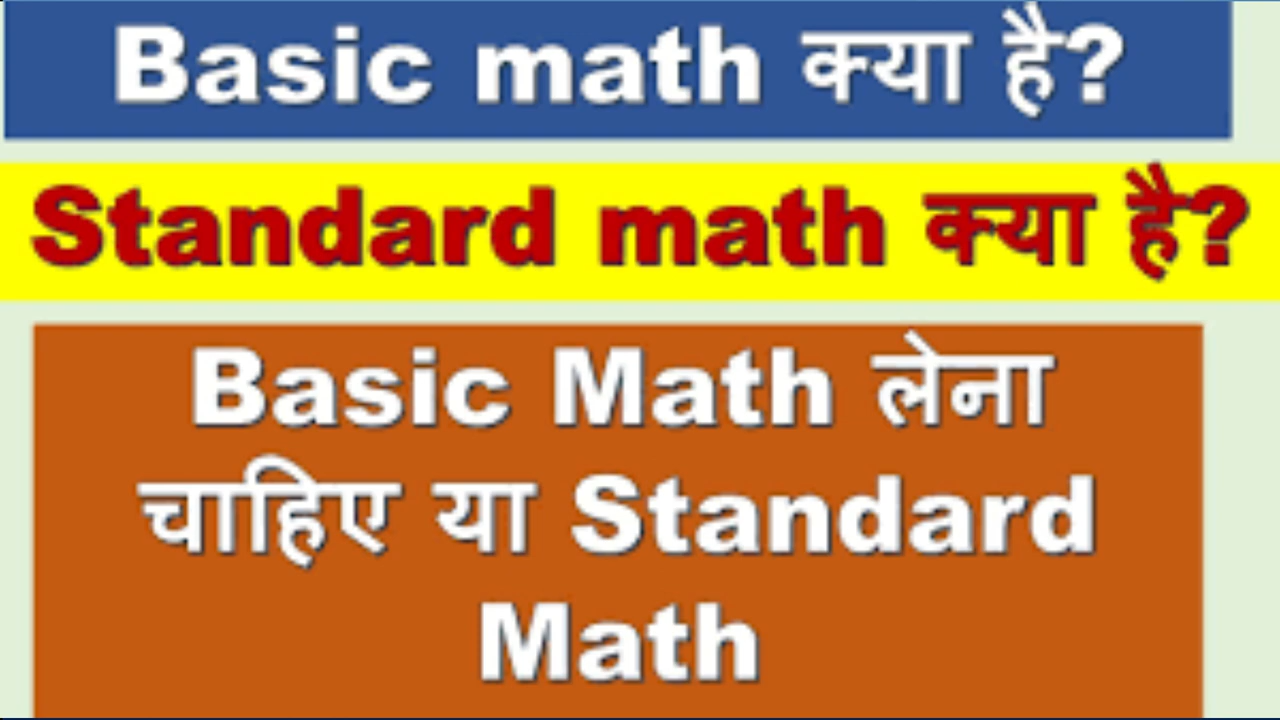 Basic math क्या है?
Standard math क्या है?
Basic Math लेना
चाहिए या Standard
Math